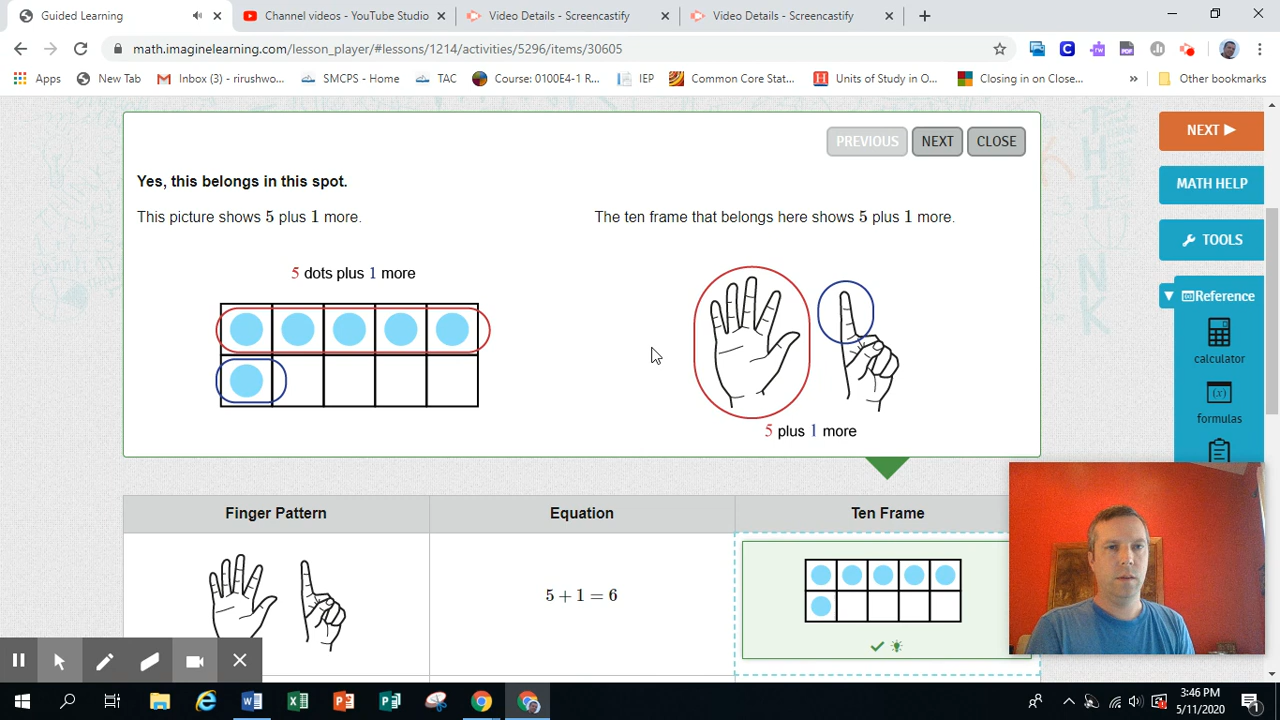 Guided Learning
Channel videos - YouTube Studio
Video Details - Screencastify
Video Details - Screencastify
math.imaginelearning.com/lesson_player/#lessons/1214/activities/5296/items/30605
Apps
New Tab
Inbox (3) - rirushwo...
SMCPS - Home
TAC
Course: 0100E4-1 R...
IEP
Common Core Stat...
Units of Study in O...
Closing in on Close...
»
Other bookmarks
PREVIOUS
NEXT
CLOSE
NEXT
MATH HELP
TOOLS
Reference
calculator
formulas
Yes, this belongs in this spot.
This picture shows 5 plus 1 more.
5 dots plus 1 more
The ten frame that belongs here shows 5 plus 1 more.
5 plus 1 more
Finger Pattern
Equation
Ten Frame
5 + 1 = 6
3:46 PM
5/11/2020